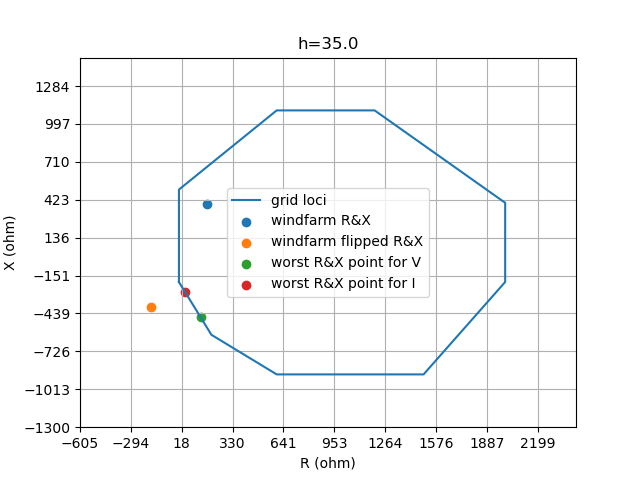 h=35.0
1284
997
710
423
136
−151
−439
−726
−1013
−1300
X (ohm)
grid loci
windfarm R&X
windfarm flipped R&X
worst R&X point for V
worst R&X point for I
−605 −294 18 330 641 953 1264 1576 1887 2199
R (ohm)